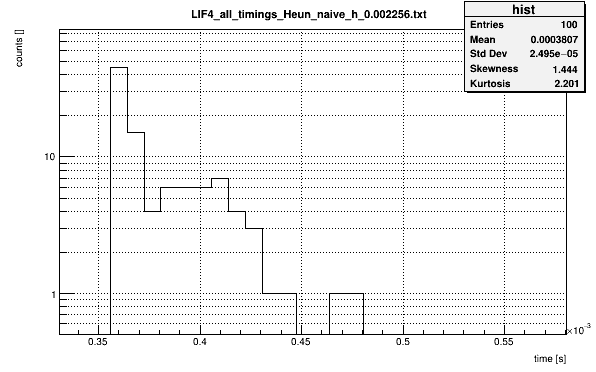 LIF4_all_timings_Heun_naive_h_0.002256.txt
hist
Entries 100
Mean 0.0003807
Std Dev 2.495e−05
Skewness 1.444
Kurtosis 2.201
counts []
10
1
0.35 0.4 0.45 0.5 0.55
×10⁻³
time [s]